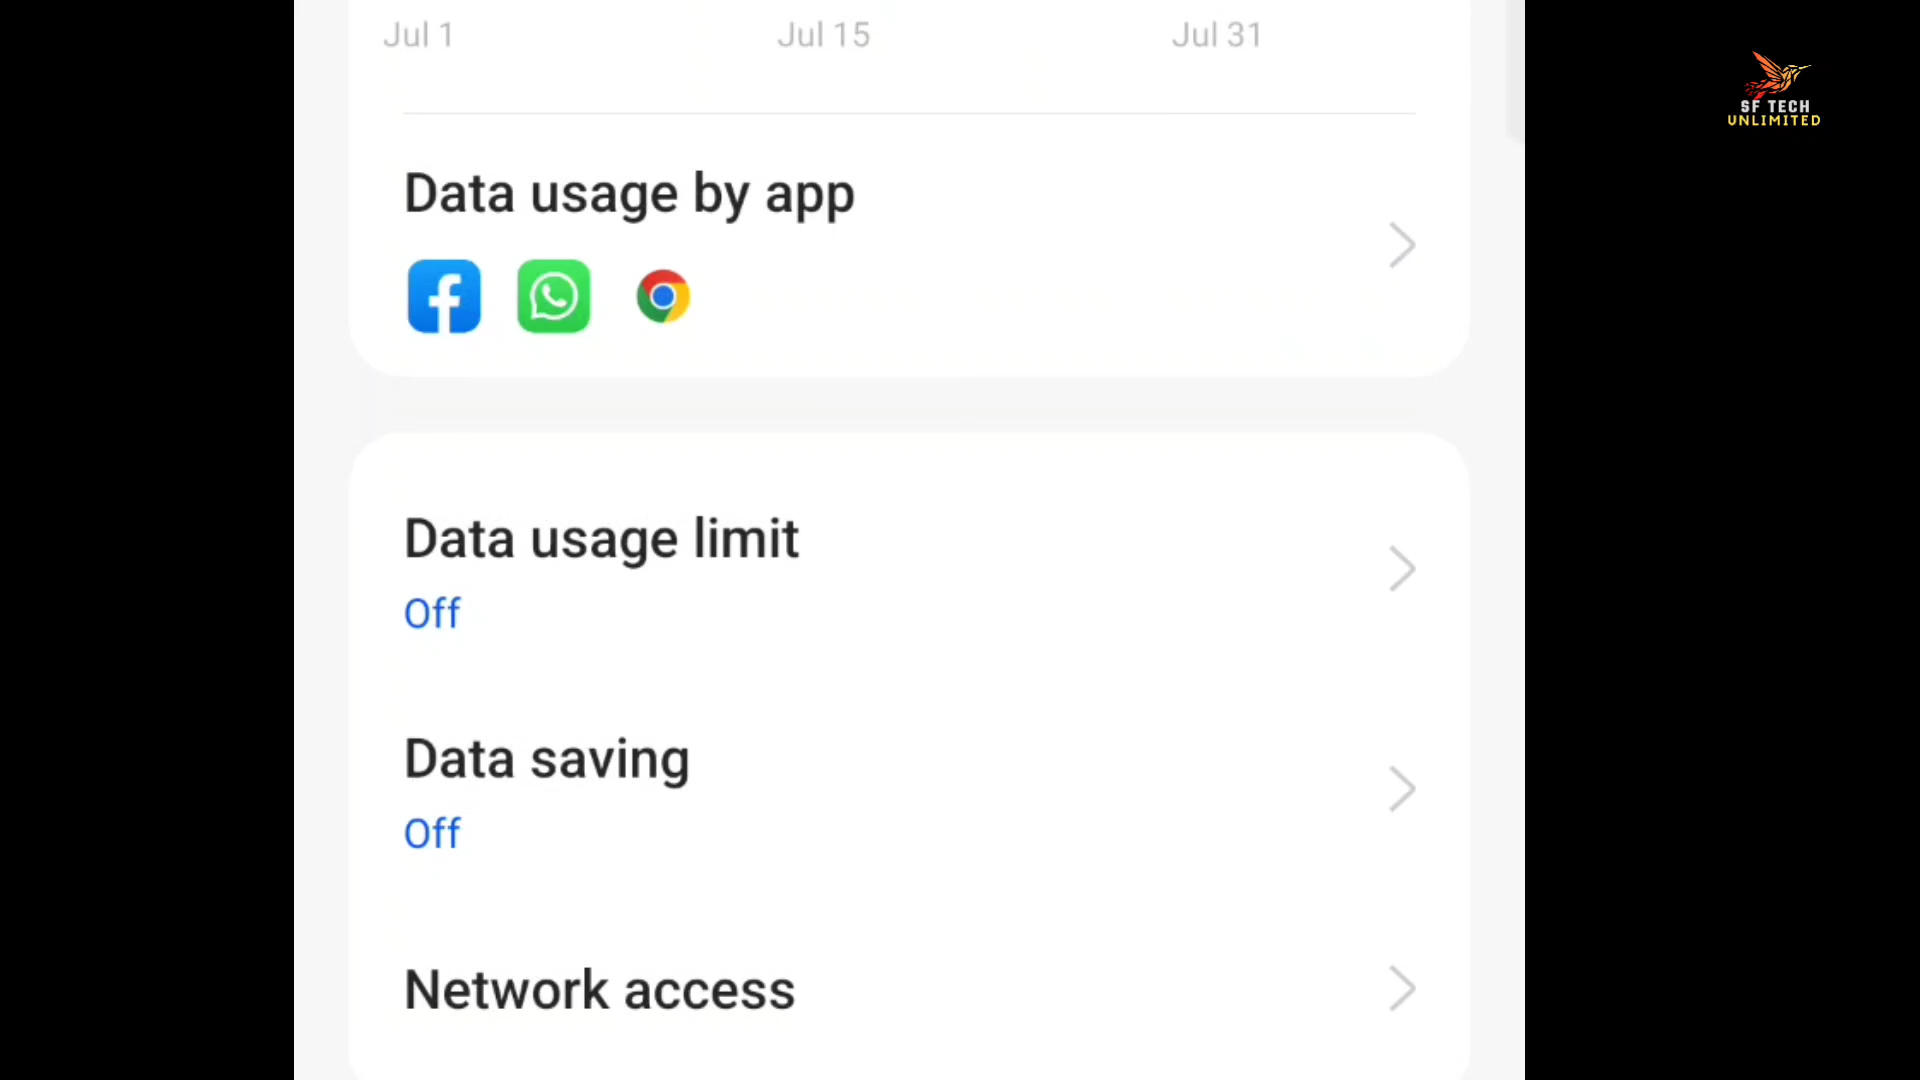 Jul 1 Jul 15 Jul 31
SF TECH
UNLIMITED
Data usage by app
Data usage limit
Off
Data saving
Off
Network access